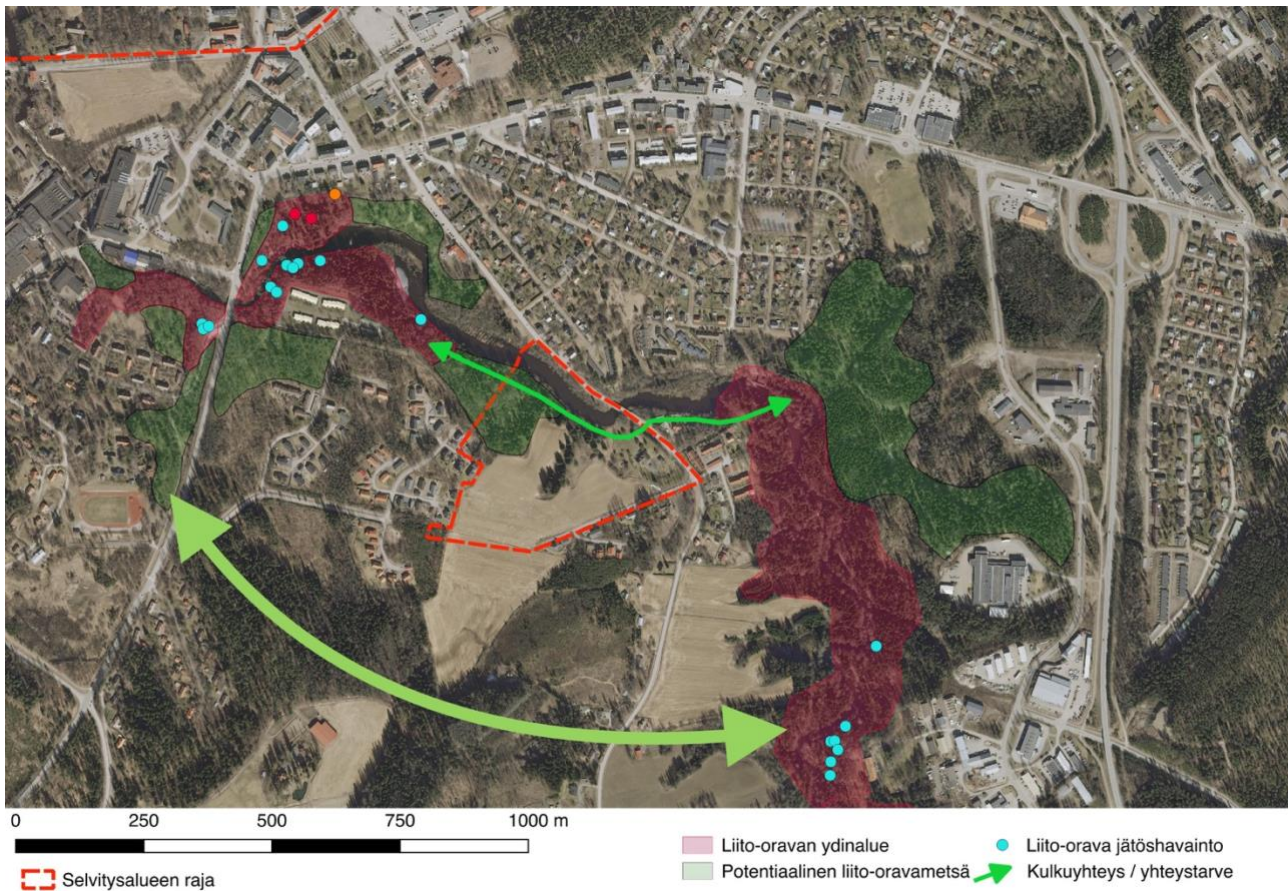 0 250 500 750 1000 m
Selvitysalueen raja
Liito-oravan ydinalue
Potentiaalinen liito-oravametsä
Liito-orava jätöshavainto
Kulkuyhteys / yhteystarve